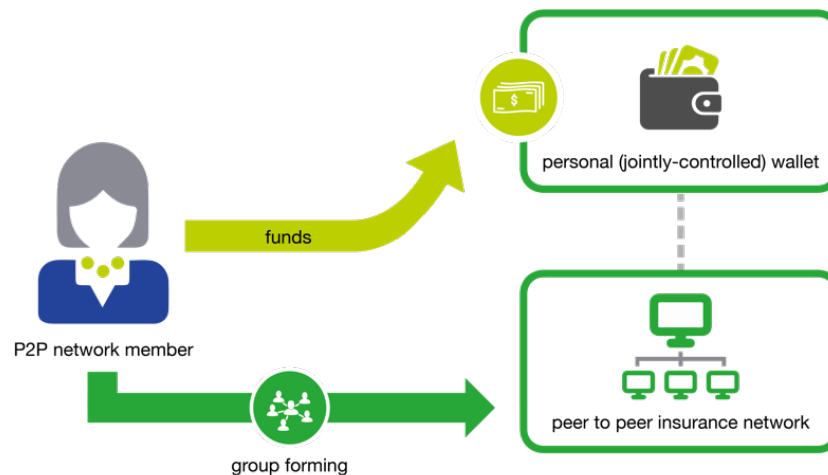 $
personal (jointly-controlled) wallet
funds
P2P network member
peer to peer insurance network
group forming